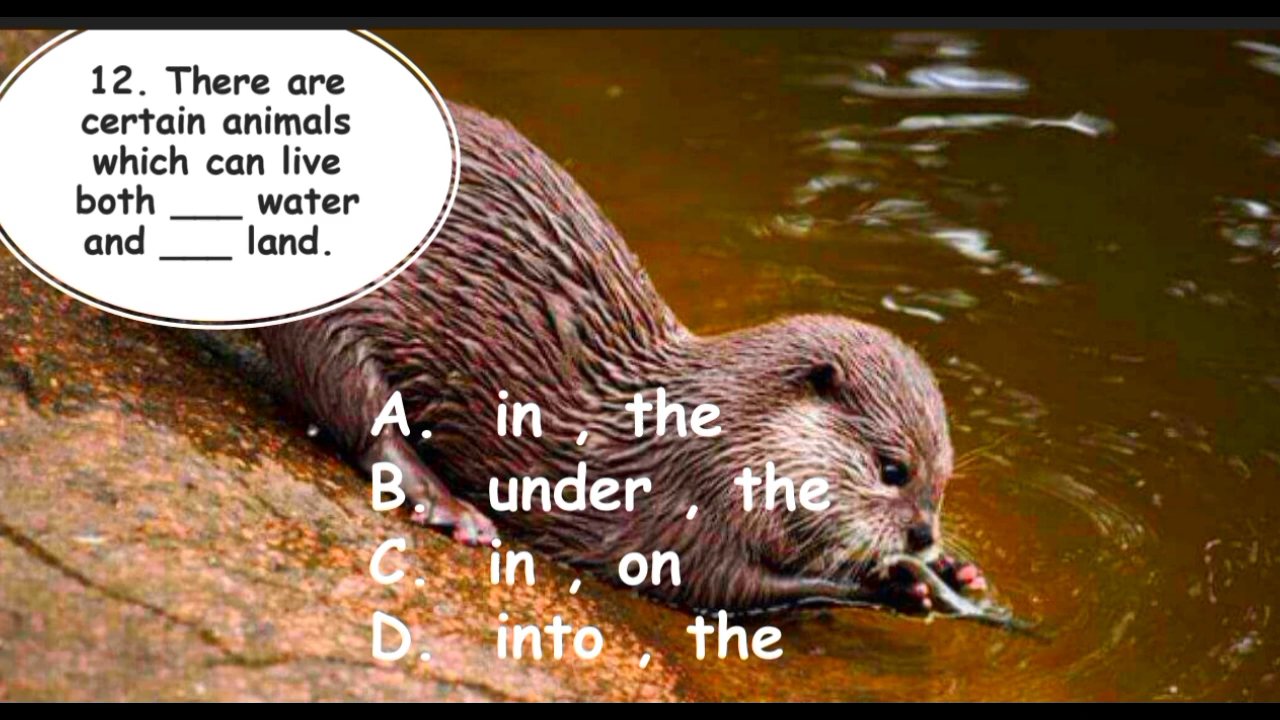 12. There are
certain animals
which can live
both ___ water
and ___ land.
A. in , the
B. under , the
C. in , on
D. into , the